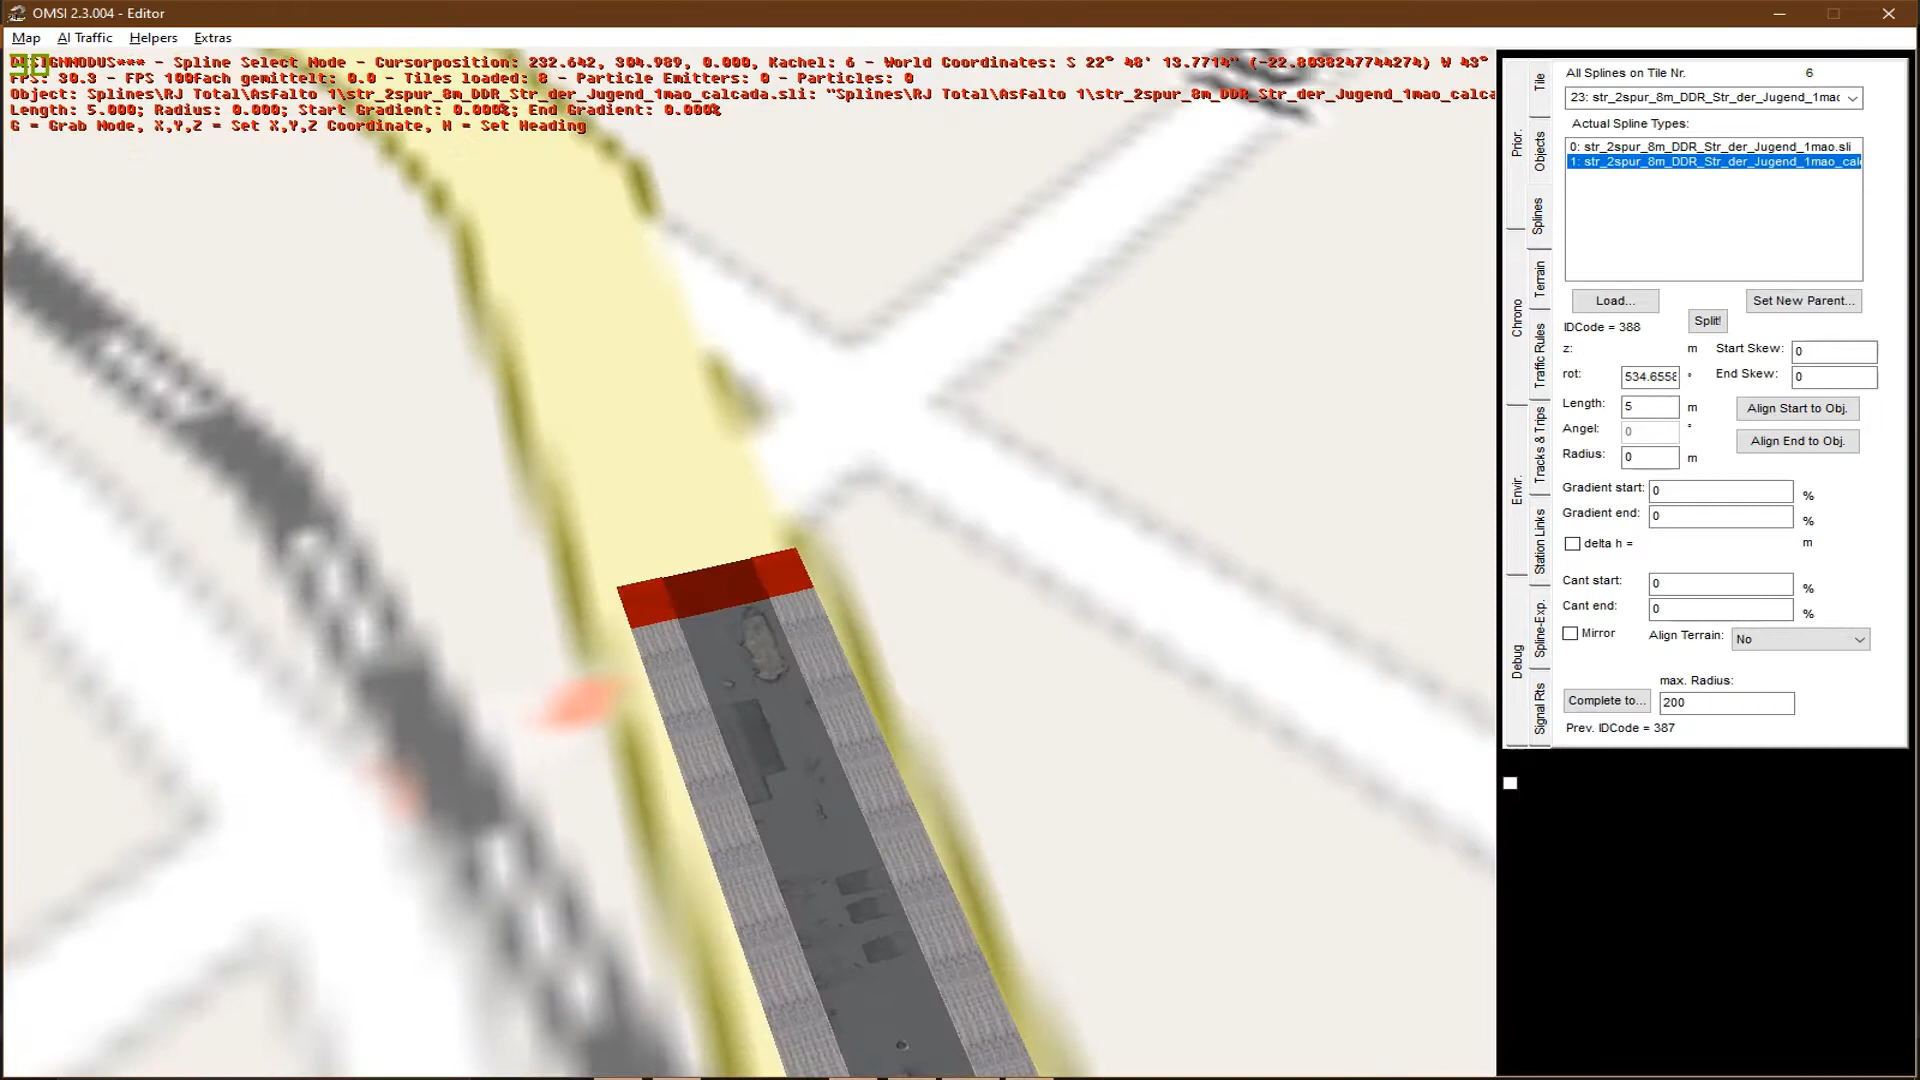 OMSI 2.3.004 - Editor
Map AI Traffic Helpers Extras
30
***DESIGNMODUS*** - Spline Select Mode - Cursorposition: 232.642, 304.989, 0.000, Kachel: 6 - World Coordinates: S 22° 48' 13.7714" (-22.8038247744274) W 43°
FPS: 30.3 - FPS 100fach gemittelt: 0.0 - Tiles loaded: 8 - Particle Emitters: 0 - Particles: 0
Object: Splines\RJ Total\Asfalto 1\str_2spur_8m_DDR_Str_der_Jugend_1mao_calcada.sli: "Splines\RJ Total\Asfalto 1\str_2spur_8m_DDR_Str_der_Jugend_1mao_calca
Length: 5.000; Radius: 0.000; Start Gradient: 0.000%; End Gradient: 0.000%
G = Grab Mode, X,Y,Z = Set X,Y,Z Coordinate, H = Set Heading
Prior.
Chrono
Envir.
Debug
Tile
Objects
Splines
Terrain
Traffic Rules
Tracks & Trips
Station Links
Spline-Exp.
Signal Rts
All Splines on Tile Nr. 6
23: str_2spur_8m_DDR_Str_der_Jugend_1mao
Actual Spline Types:
0: str_2spur_8m_DDR_Str_der_Jugend_1mao.sli
1: str_2spur_8m_DDR_Str_der_Jugend_1mao_cal
Load... Set New Parent...
Split!
IDCode = 388
z: m Start Skew: 0
rot: 534.6558 ° End Skew: 0
Length: 5 m Align Start to Obj.
Angel: 0 °
Align End to Obj.
Radius: 0 m
Gradient start: 0 %
Gradient end: 0 %
delta h = m
Cant start: 0 %
Cant end: 0 %
Mirror Align Terrain: No
max. Radius:
Complete to... 200
Prev. IDCode = 387